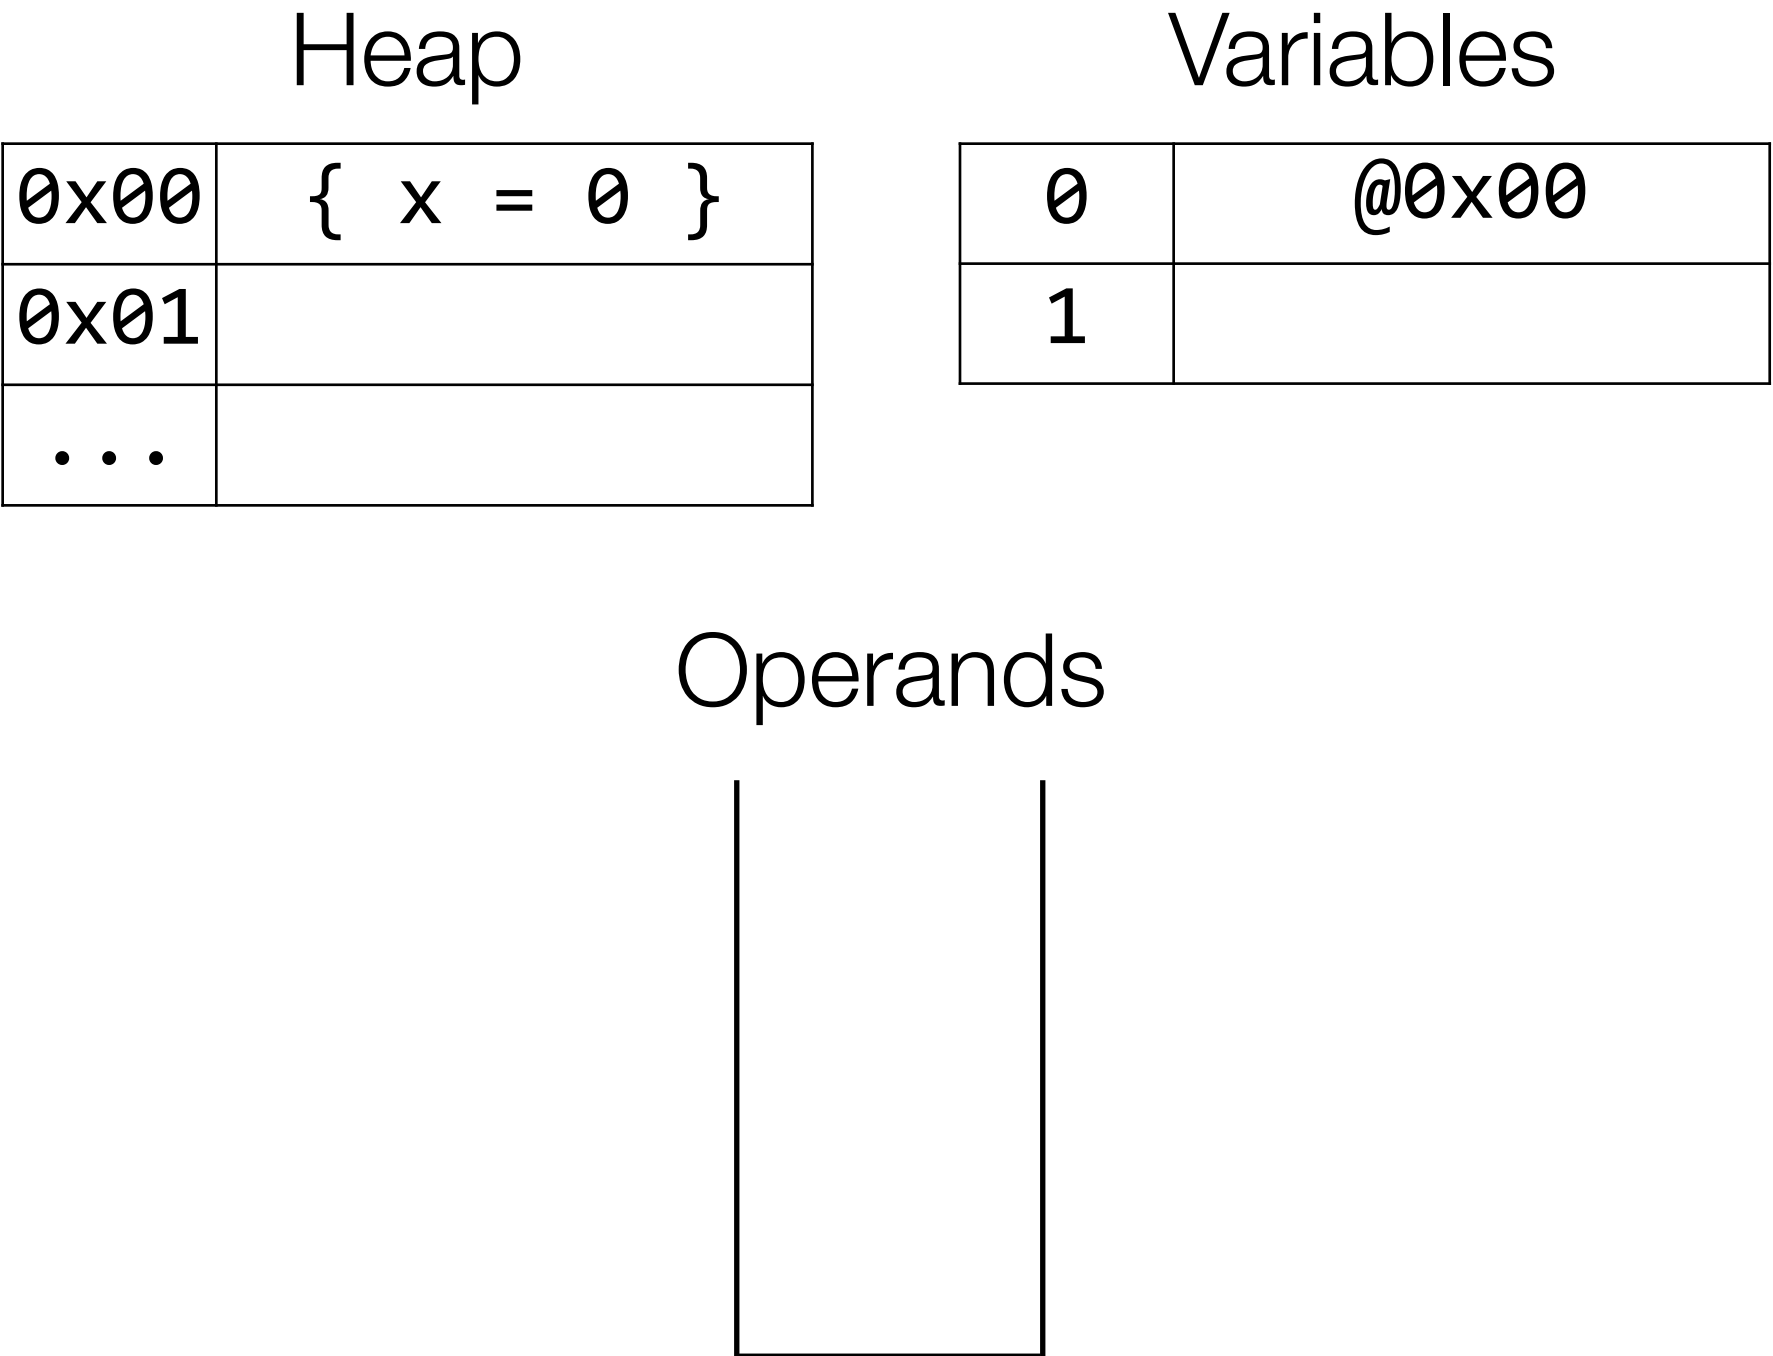 Heap
0x00 { x = 0 }
0x01
...
Variables
0 @0x00
1
Operands